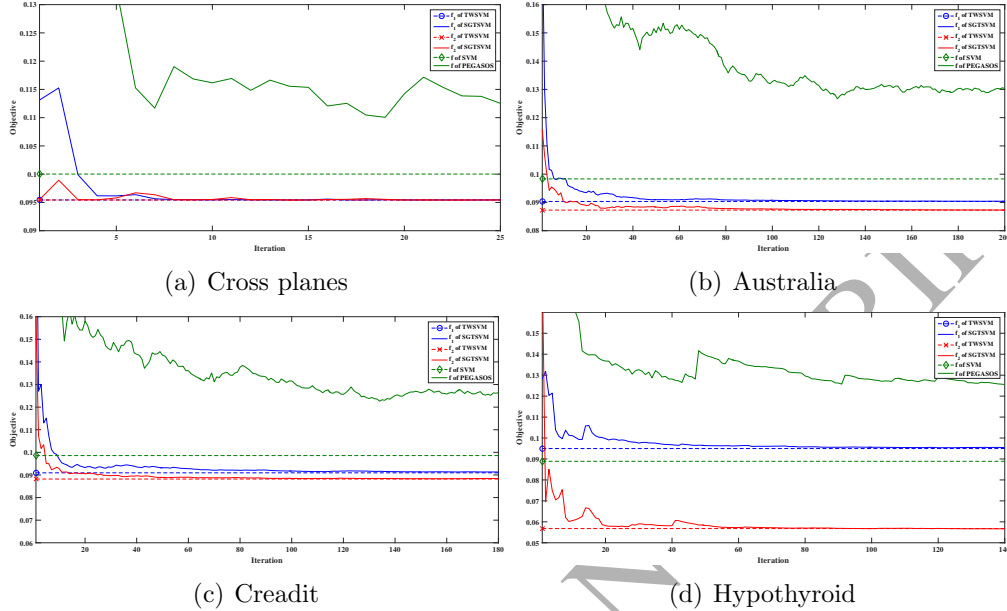 0.13
0.125
0.12
0.115
0.11
0.105
0.1
0.095
0.09
Objective
5
10
15
20
25
Iteration
f1 of TWSVM
f1 of SGTSVM
f2 of TWSVM
f2 of SGTSVM
f of SVM
f of PEGASOS
(a) Cross planes
0.16
0.15
0.14
0.13
0.12
0.11
0.1
0.09
0.08
Objective
20
40
60
80
100
120
140
160
180
200
Iteration
f1 of TWSVM
f1 of SGTSVM
f2 of TWSVM
f2 of SGTSVM
f of SVM
f of PEGASOS
(b) Australia
0.16
0.15
0.14
0.13
0.12
0.11
0.1
0.09
0.08
0.07
0.06
Objective
20
40
60
80
100
120
140
160
180
Iteration
f1 of TWSVM
f1 of SGTSVM
f2 of TWSVM
f2 of SGTSVM
f of SVM
f of PEGASOS
(c) Creadit
0.16
0.15
0.14
0.13
0.12
0.11
0.1
0.09
0.08
0.07
0.06
0.05
Objective
20
40
60
80
100
120
140
Iteration
f1 of TWSVM
f1 of SGTSVM
f2 of TWSVM
f2 of SGTSVM
f of SVM
f of PEGASOS
(d) Hypothyroid